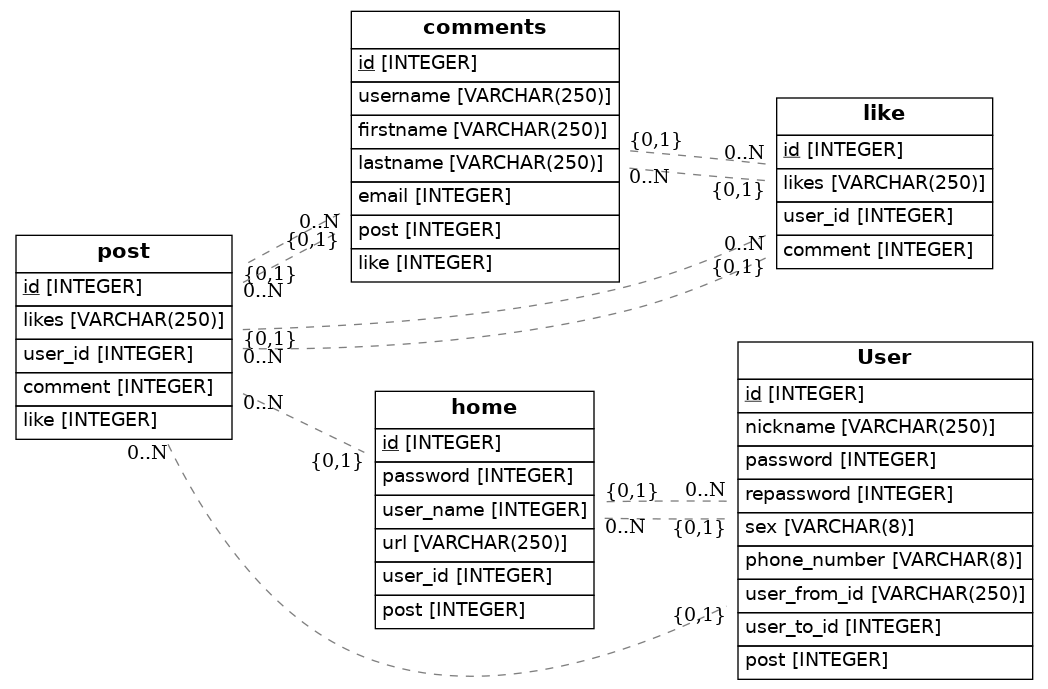 comments
id [INTEGER]
username [VARCHAR(250)]
firstname [VARCHAR(250)]
lastname [VARCHAR(250)]
email [INTEGER]
post [INTEGER]
like [INTEGER]
like
id [INTEGER]
likes [VARCHAR(250)]
user_id [INTEGER]
comment [INTEGER]
{0,1}
0..N
0..N
{0,1}
0..N
{0,1}
{0,1}
0..N
post
id [INTEGER]
likes [VARCHAR(250)]
user_id [INTEGER]
comment [INTEGER]
like [INTEGER]
0..N
{0,1}
{0,1}
0..N
0..N
{0,1}
0..N
home
id [INTEGER]
password [INTEGER]
user_name [INTEGER]
url [VARCHAR(250)]
user_id [INTEGER]
post [INTEGER]
{0,1}
0..N
0..N
{0,1}
{0,1}
User
id [INTEGER]
nickname [VARCHAR(250)]
password [INTEGER]
repassword [INTEGER]
sex [VARCHAR(8)]
phone_number [VARCHAR(8)]
user_from_id [VARCHAR(250)]
user_to_id [INTEGER]
post [INTEGER]